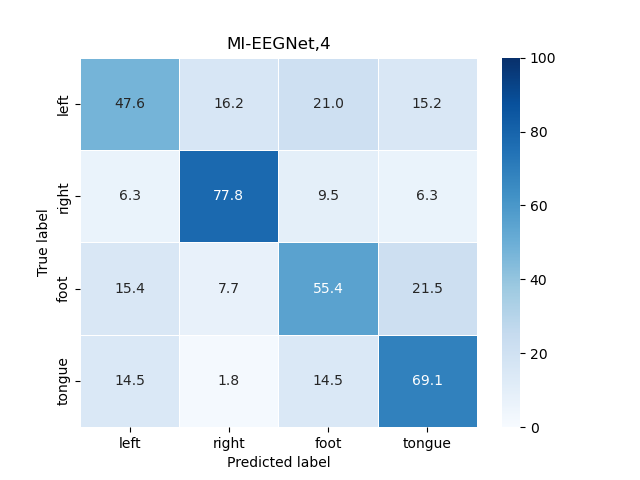 MI-EEGNet,4
True label
left 47.6 16.2 21.0 15.2
right 6.3 77.8 9.5 6.3
foot 15.4 7.7 55.4 21.5
tongue 14.5 1.8 14.5 69.1
left right foot tongue
Predicted label
100
80
60
40
20
0